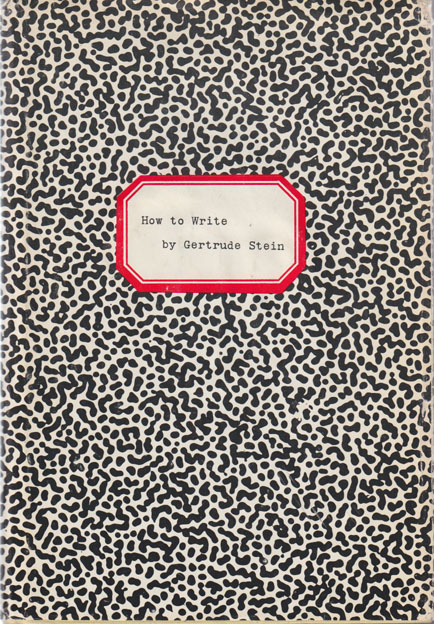 How to Write
by Gertrude Stein